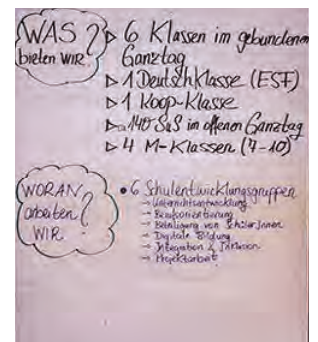 WAS bieten WIR?
▷ 6 Klassen im gebundenen
Ganztag
▷ 1 Deutschklasse (ESF)
▷ 1 Koop-Klasse
▷ ca. 140 SuS im offenen Ganztag
▷ 4 M-Klassen (7-10)
WORAN
arbeiten
WIR?
• 6 Schulentwicklungsgruppen
→ Unterrichtsentwicklung
→ Berufsorientierung
→ Beteiligung von Schüler:Innen
→ Digitale Bildung
→ Integration & Inklusion
→ Projektarbeit